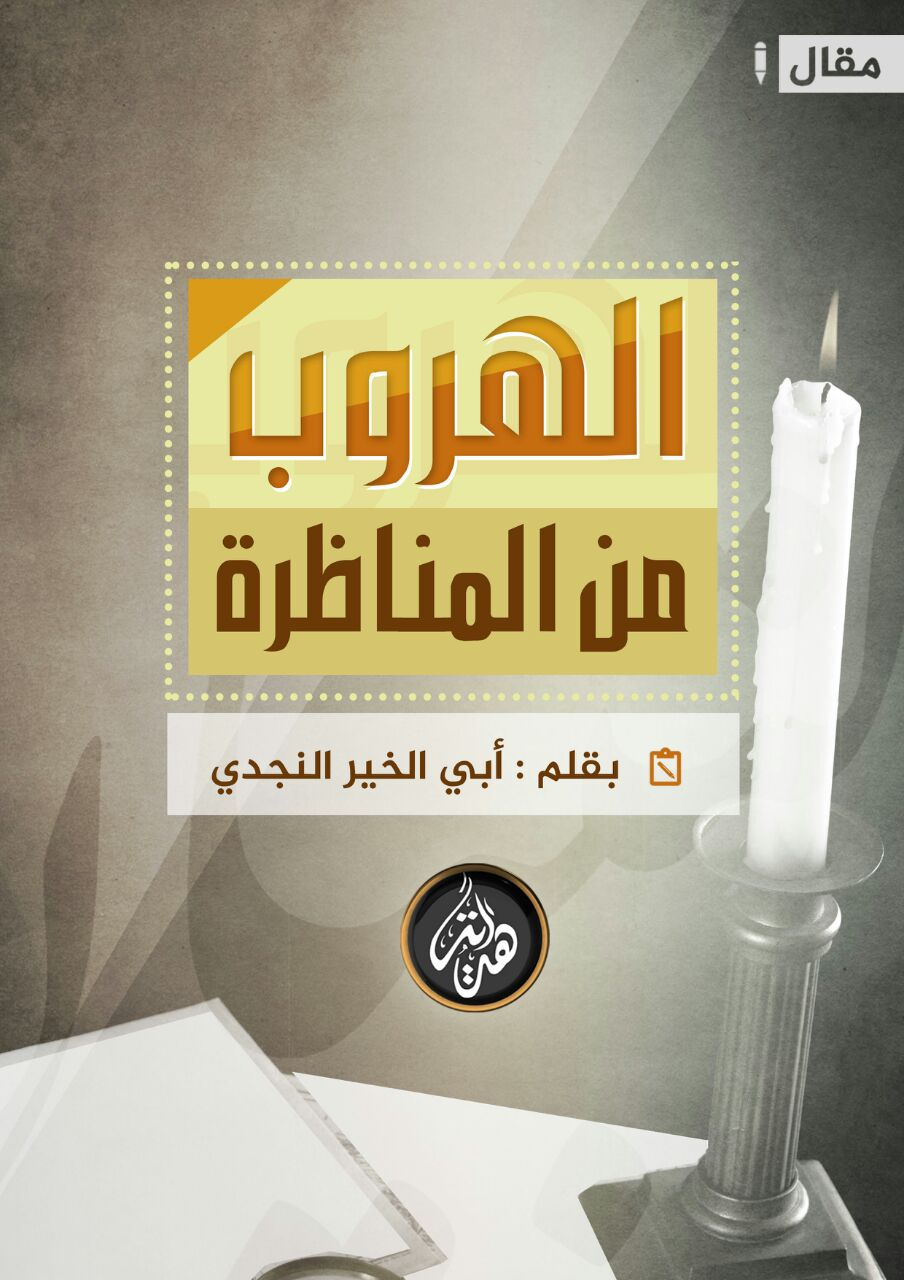 مقال
الهروب
من المناظرة
بقلم : أبي الخير النجدي